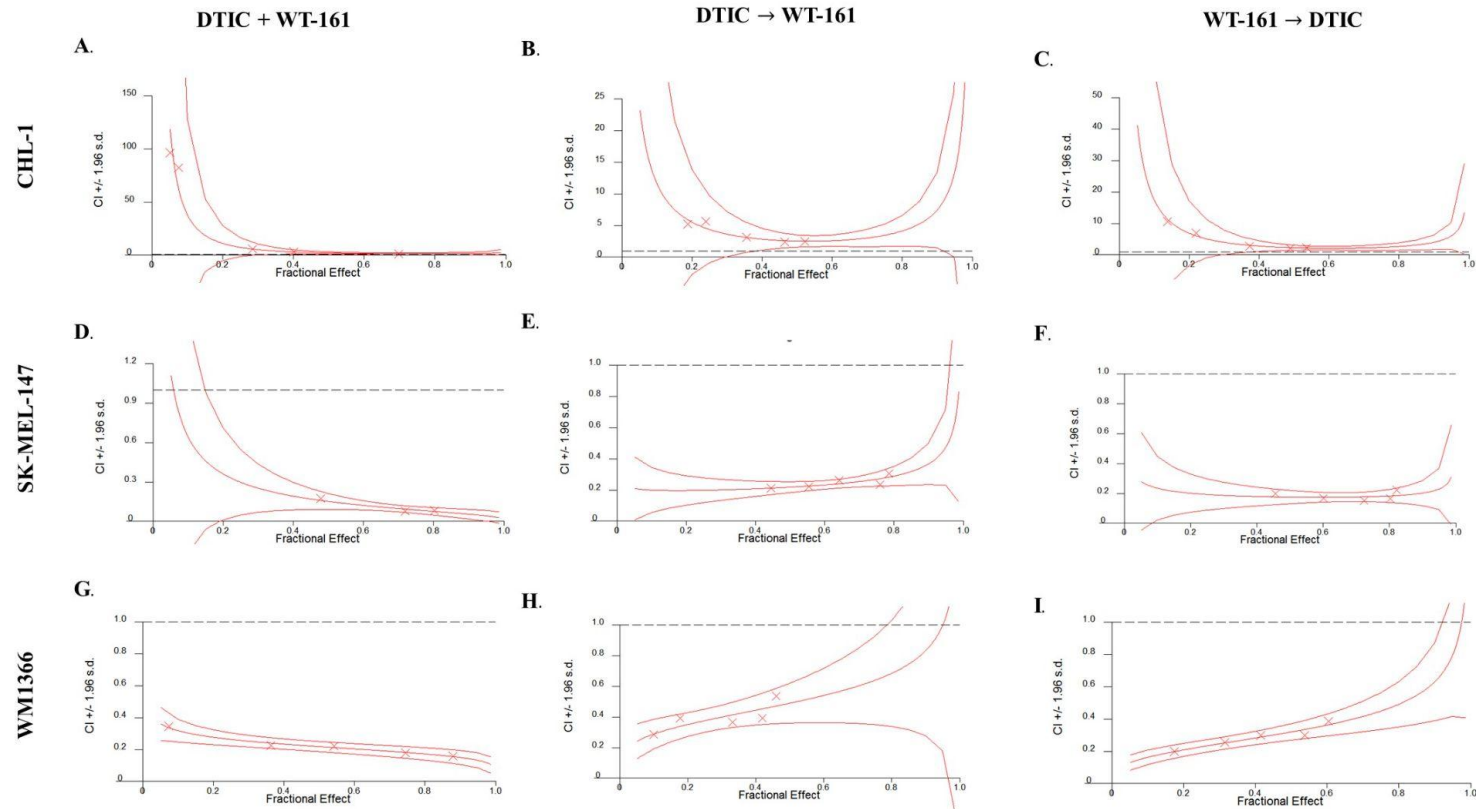 DTIC + WT-161
DTIC → WT-161
WT-161 → DTIC
CHL-1
A.
150
100
50
0
CI +/- 1.96 s.d.
0 0.2 0.4 0.6 0.8 1.0
Fractional Effect
B.
25
20
15
10
5
0
CI +/- 1.96 s.d.
0 0.2 0.4 0.6 0.8 1.0
Fractional Effect
C.
50
40
30
20
10
0
CI +/- 1.96 s.d.
0 0.2 0.4 0.6 0.8 1.0
Fractional Effect
SK-MEL-147
D.
1.2
0.9
0.6
0.3
0
CI +/- 1.96 s.d.
0 0.2 0.4 0.6 0.8 1.0
Fractional Effect
E.
1.0
0.8
0.6
0.4
0.2
0
CI +/- 1.96 s.d.
0 0.2 0.4 0.6 0.8 1.0
Fractional Effect
F.
1.0
0.8
0.6
0.4
0.2
0
CI +/- 1.96 s.d.
0 0.2 0.4 0.6 0.8 1.0
Fractional Effect
WM1366
G.
1.0
0.8
0.6
0.4
0.2
0
CI +/- 1.96 s.d.
0 0.2 0.4 0.6 0.8 1.0
Fractional Effect
H.
1.0
0.8
0.6
0.4
0.2
0
CI +/- 1.96 s.d.
0 0.2 0.4 0.6 0.8 1.0
Fractional Effect
I.
1.0
0.8
0.6
0.4
0.2
0
CI +/- 1.96 s.d.
0 0.2 0.4 0.6 0.8 1.0
Fractional Effect